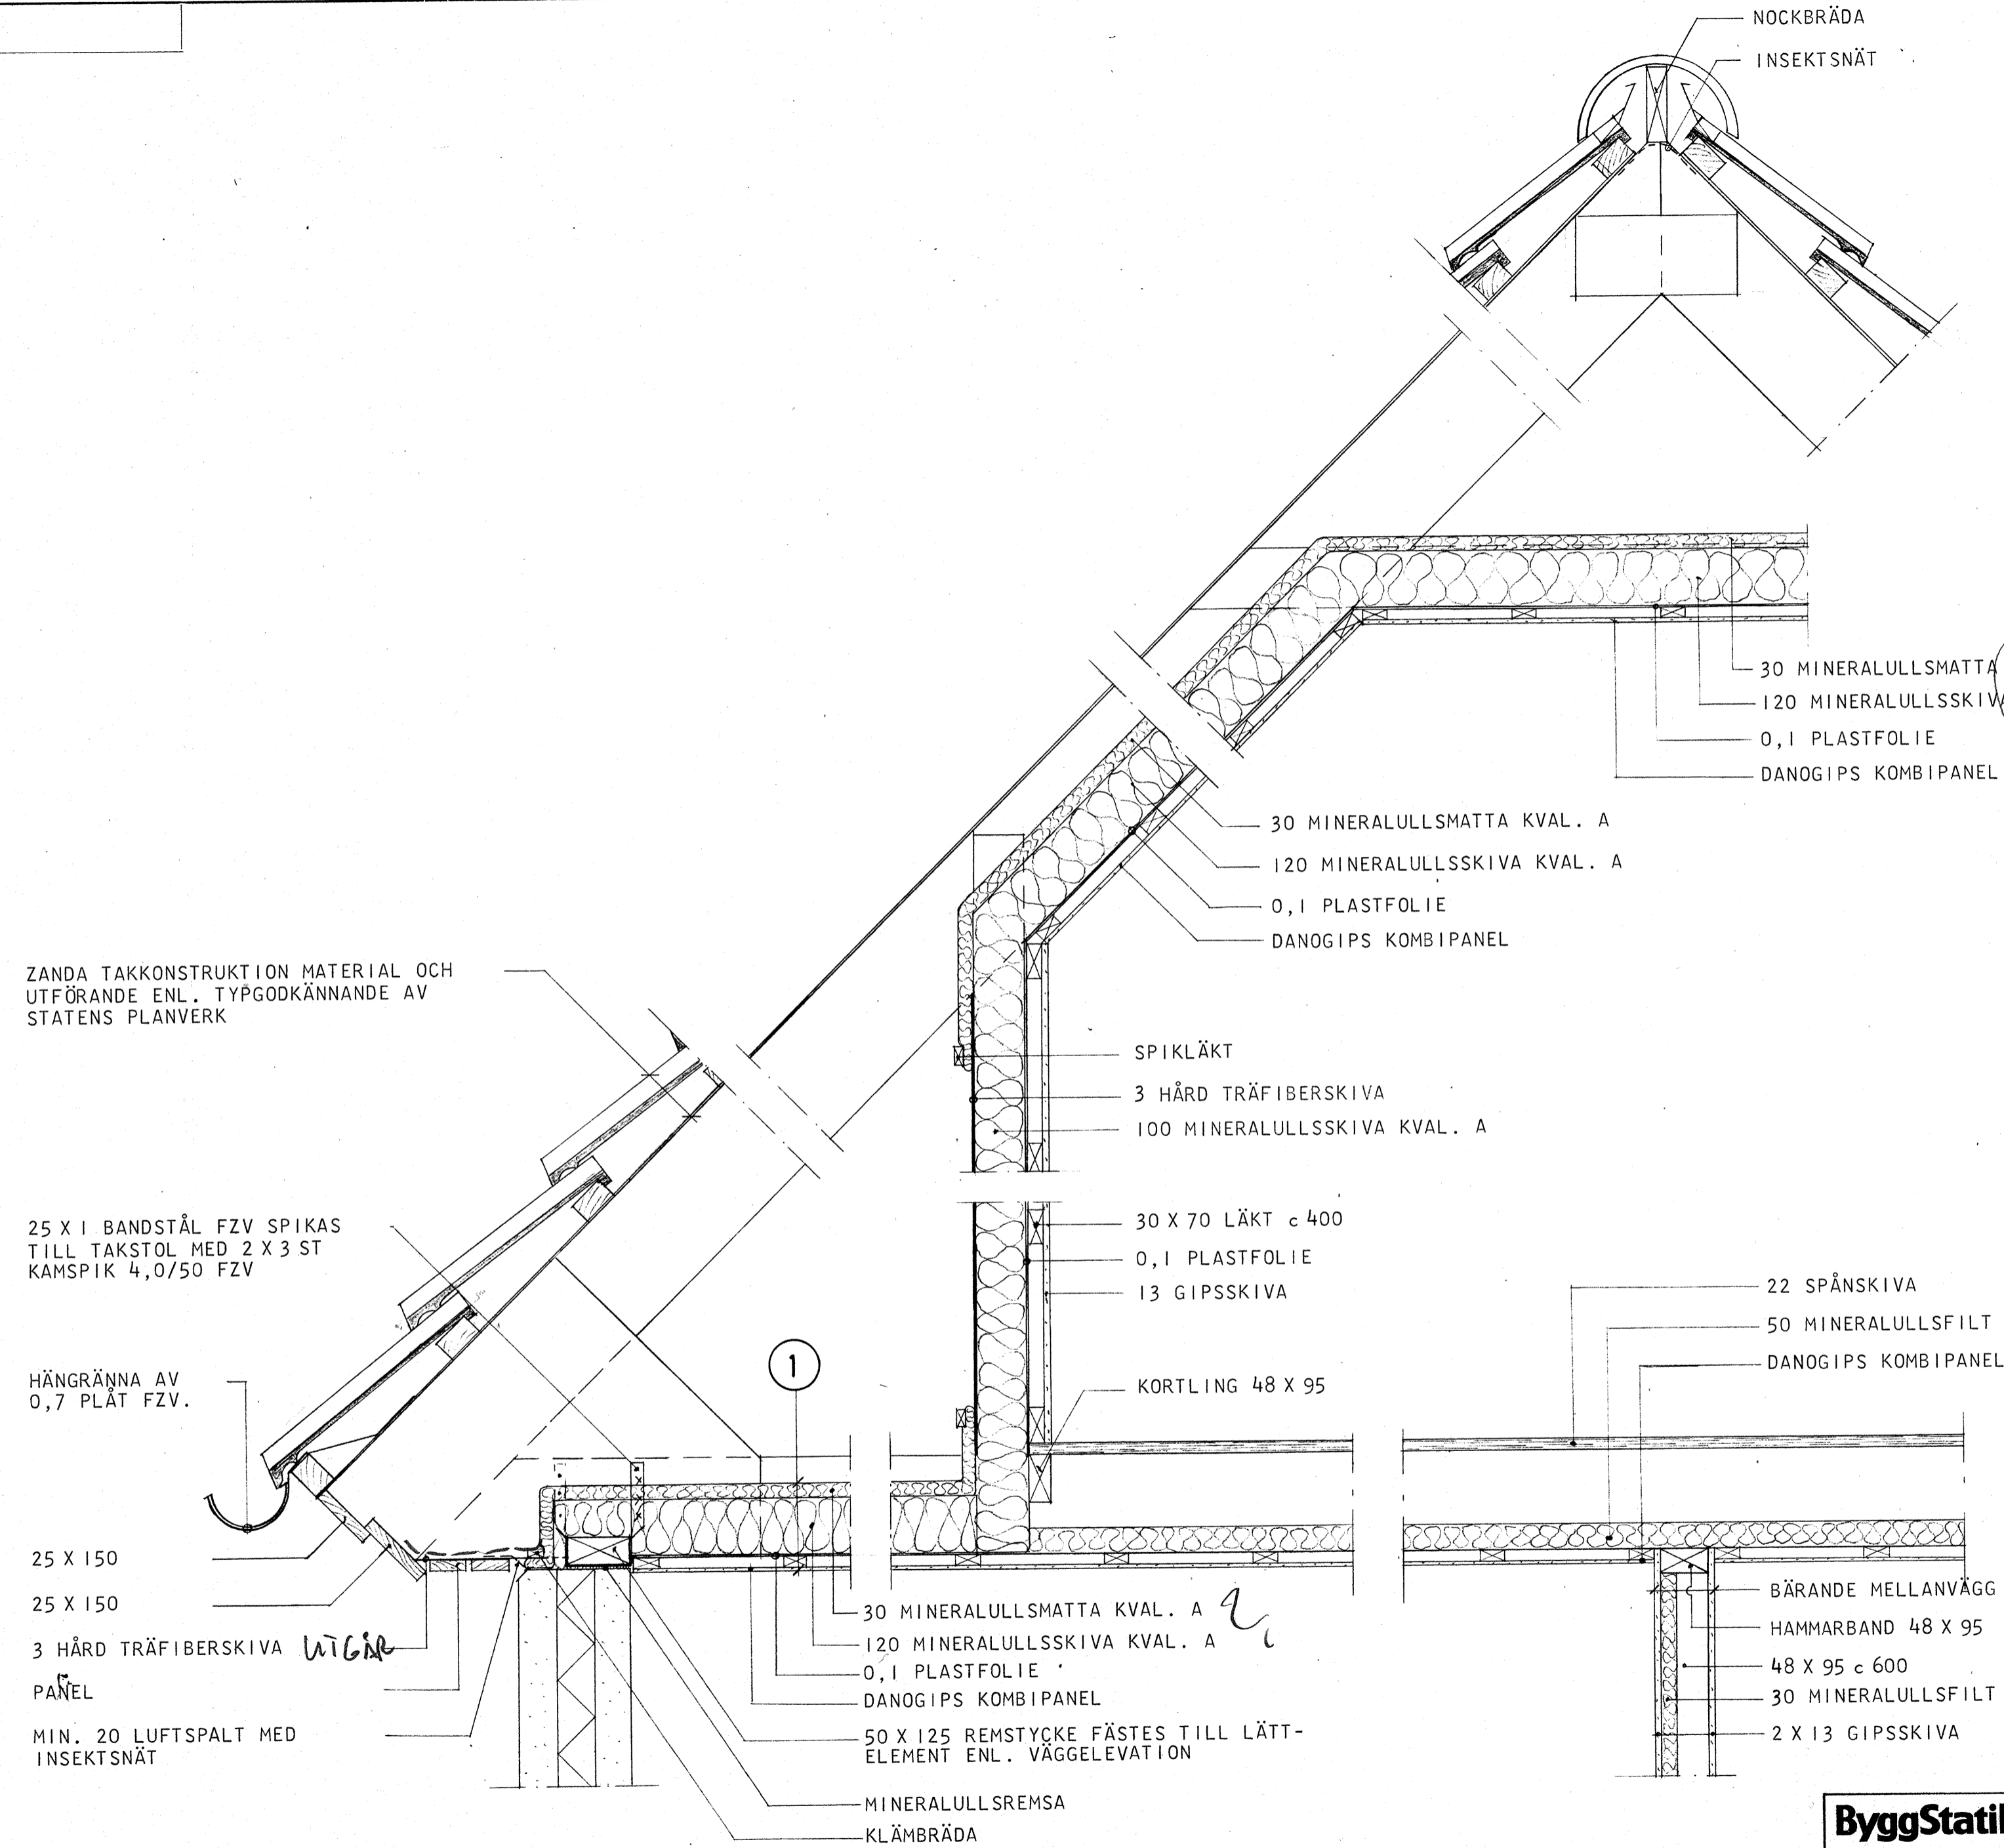 NOCKBRÄDA
INSEKTSNÄT
30 MINERALULLSMATTA
120 MINERALULLSSKIVA
0,1 PLASTFOLIE
DANOGIPS KOMBIPANEL
30 MINERALULLSMATTA KVAL. A
120 MINERALULLSSKIVA KVAL. A
0,1 PLASTFOLIE
DANOGIPS KOMBIPANEL
ZANDA TAKKONSTRUKTION MATERIAL OCH
UTFÖRANDE ENL. TYPGODKÄNNANDE AV
STATENS PLANVERK
SPIKLÄKT
3 HÅRD TRÄFIBERSKIVA
100 MINERALULLSSKIVA KVAL. A
25 X 1 BANDSTÅL FZV SPIKAS
TILL TAKSTOL MED 2 X 3 ST
KAMSPIK 4,0/50 FZV
30 X 70 LÄKT c 400
0,1 PLASTFOLIE
13 GIPSSKIVA
22 SPÅNSKIVA
50 MINERALULLSFILT
DANOGIPS KOMBIPANEL
HÄNGRÄNNA AV
0,7 PLÅT FZV.
1
KORTLING 48 X 95
25 X 150
25 X 150
3 HÅRD TRÄFIBERSKIVA UTGÅR
PANEL
MIN. 20 LUFTSPALT MED
INSEKTSNÄT
30 MINERALULLSMATTA KVAL. A
120 MINERALULLSSKIVA KVAL. A
0,1 PLASTFOLIE
DANOGIPS KOMBIPANEL
50 X 125 REMSTYCKE FÄSTES TILL LÄTT-
ELEMENT ENL. VÄGGELEVATION
MINERALULLSREMSA
KLÄMBRÄDA
BÄRANDE MELLANVÄGG
HAMMARBAND 48 X 95
48 X 95 c 600
30 MINERALULLSFILT
2 X 13 GIPSSKIVA
ByggStatik